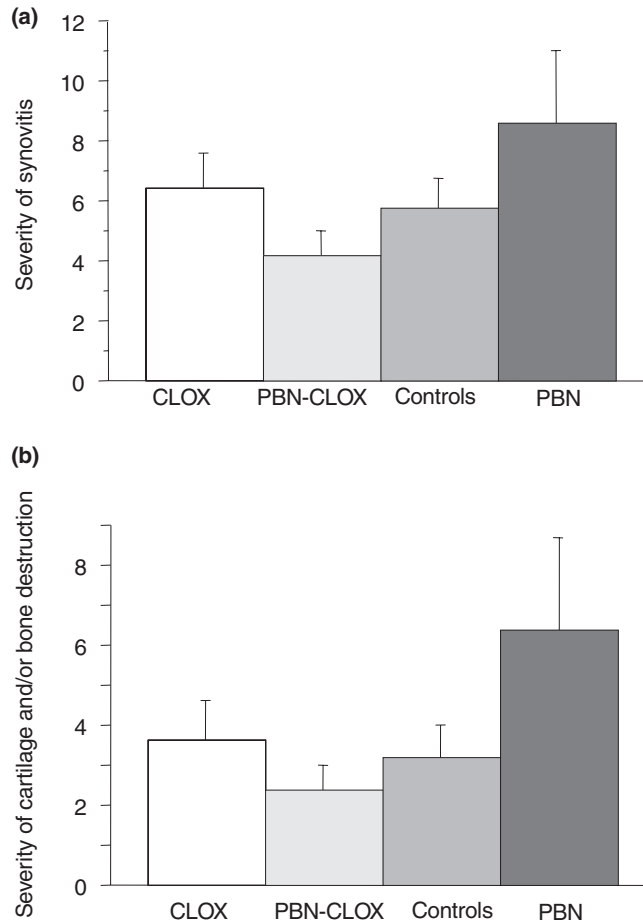 (a)
Severity of synovitis
12
10
8
6
4
2
0
CLOX PBN-CLOX Controls PBN
(b)
Severity of cartilage and/or bone destruction
8
6
4
2
0
CLOX PBN-CLOX Controls PBN